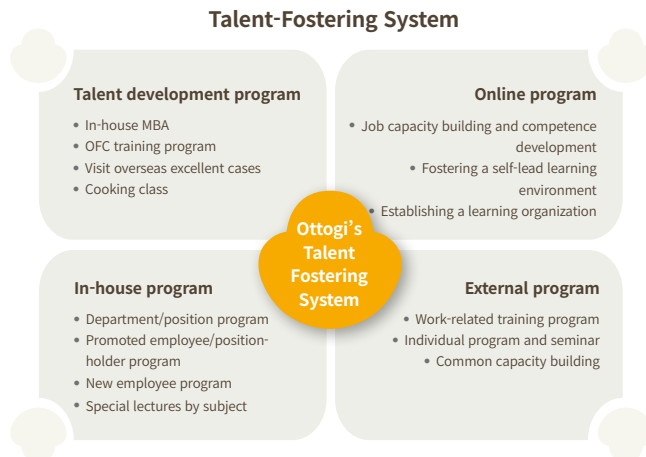 Talent-Fostering System
Talent development program
• In-house MBA
• OFC training program
• Visit overseas excellent cases
• Cooking class
Online program
• Job capacity building and competence
development
• Fostering a self-lead learning
environment
• Establishing a learning organization
Ottogi's
Talent
Fostering
System
In-house program
• Department/position program
• Promoted employee/position-
holder program
• New employee program
• Special lectures by subject
External program
• Work-related training program
• Individual program and seminar
• Common capacity building